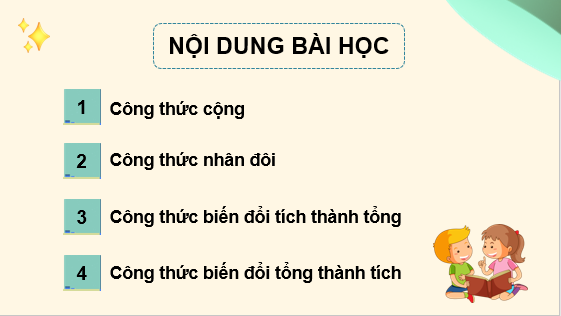 NỘI DUNG BÀI HỌC
1 Công thức cộng
2 Công thức nhân đôi
3 Công thức biến đổi tích thành tổng
4 Công thức biến đổi tổng thành tích